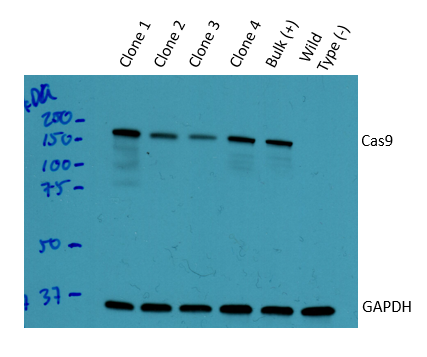 Clone 1
Clone 2
Clone 3
Clone 4
Bulk (+)
Wild
Type (-)
kDa
200
150
Cas9
100
75
50
37
GAPDH